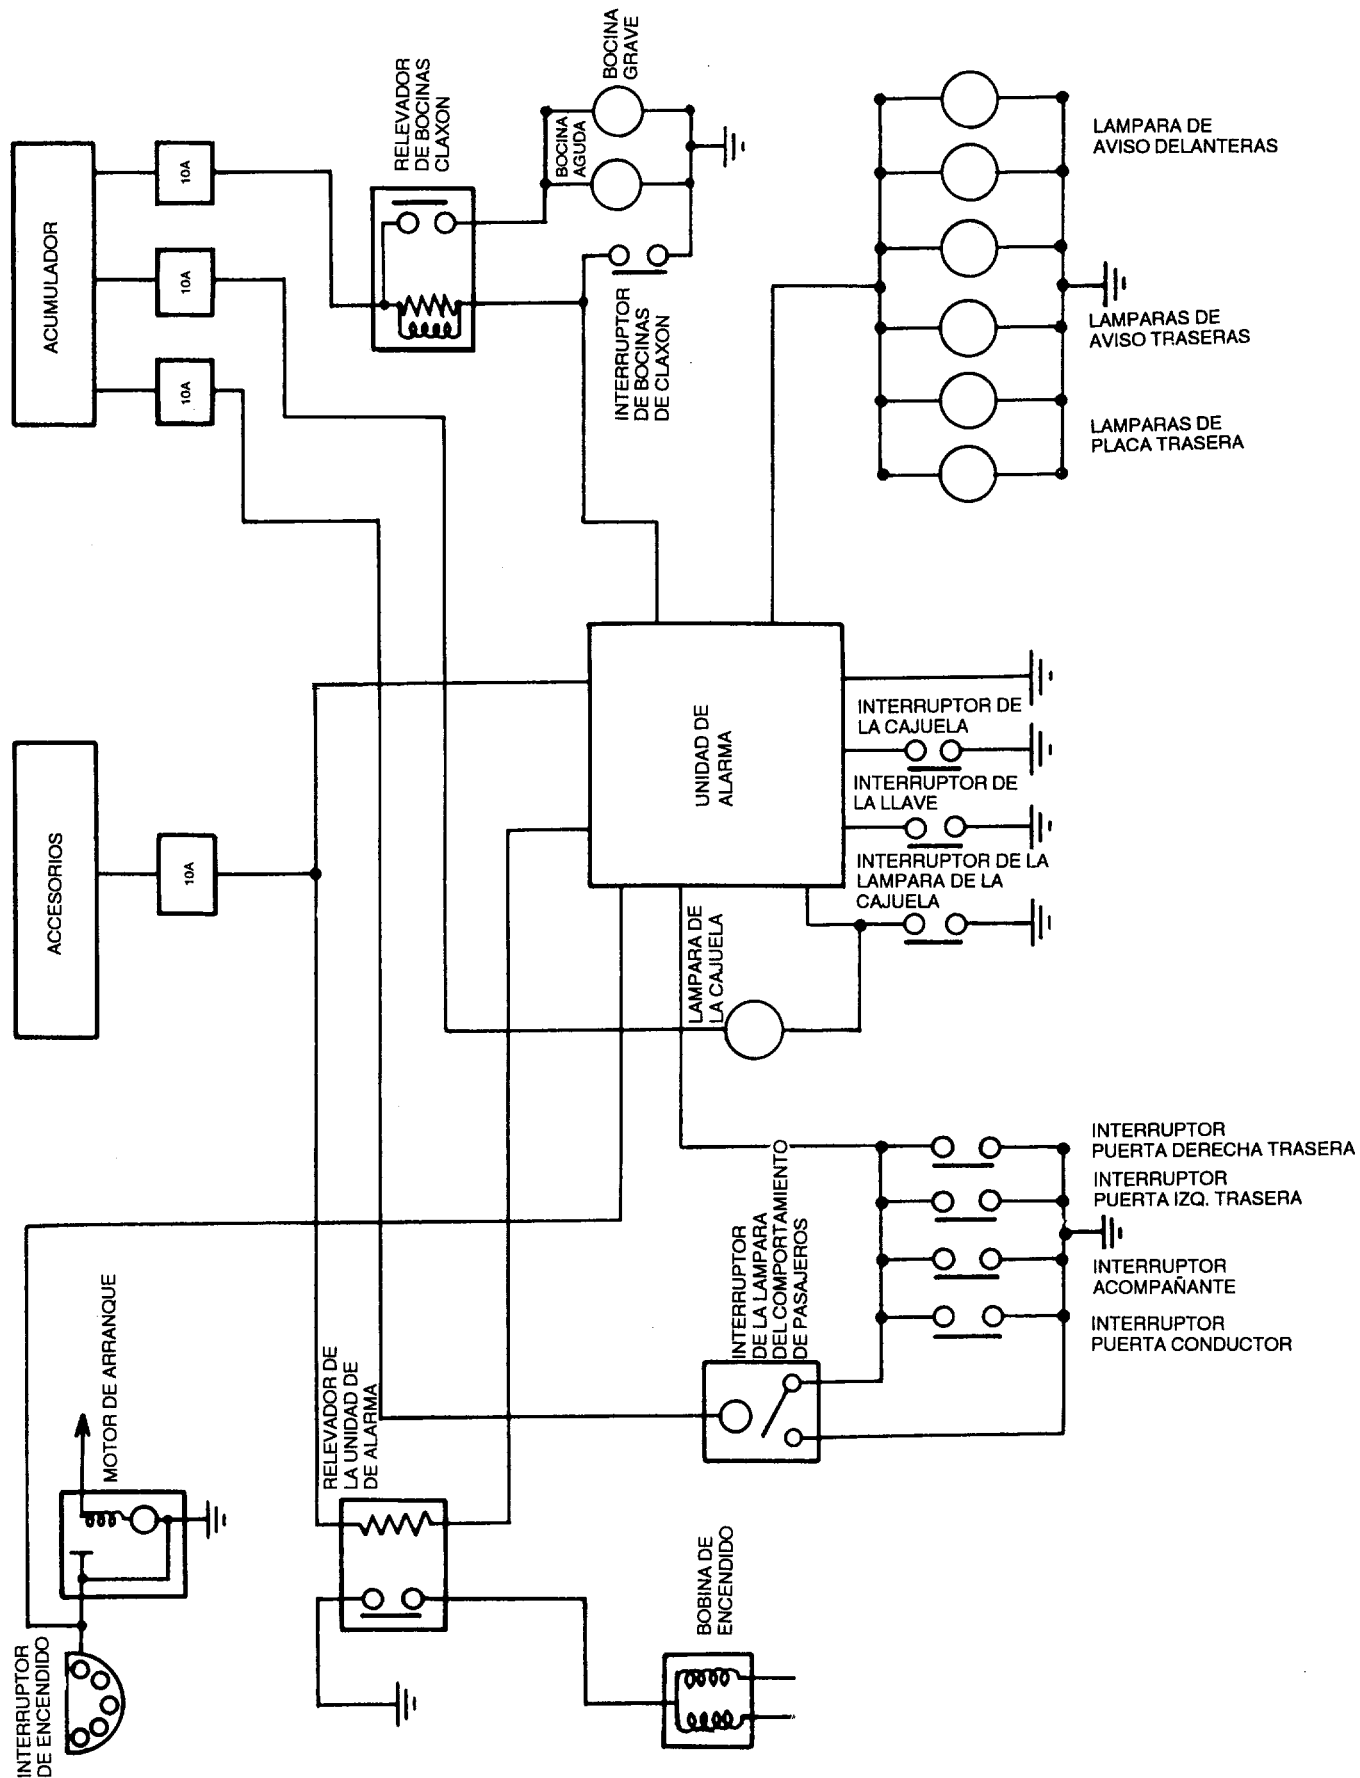 ACUMULADOR
10A
10A
10A
RELEVADOR
DE BOCINAS
CLAXON
BOCINA
GRAVE
BOCINA
AGUDA
INTERRUPTOR
DE BOCINAS
DE CLAXON
LAMPARA DE
AVISO DELANTERAS
LAMPARAS DE
AVISO TRASERAS
LAMPARAS DE
PLACA TRASERA
ACCESORIOS
10A
UNIDAD DE
ALARMA
INTERRUPTOR DE
LA CAJUELA
INTERRUPTOR DE
LA LLAVE
INTERRUPTOR DE LA
LAMPARA DE LA
CAJUELA
LAMPARA DE
LA CAJUELA
INTERRUPTOR
PUERTA DERECHA TRASERA
INTERRUPTOR
PUERTA IZQ. TRASERA
INTERRUPTOR
ACOMPAÑANTE
INTERRUPTOR
PUERTA CONDUCTOR
INTERRUPTOR
DE LA LAMPARA
DEL COMPORTAMIENTO
DE PASAJEROS
MOTOR DE ARRANQUE
RELEVADOR DE
LA UNIDAD DE
DE ALARMA
INTERRUPTOR
DE ENCENDIDO
BOBINA DE
ENCENDIDO